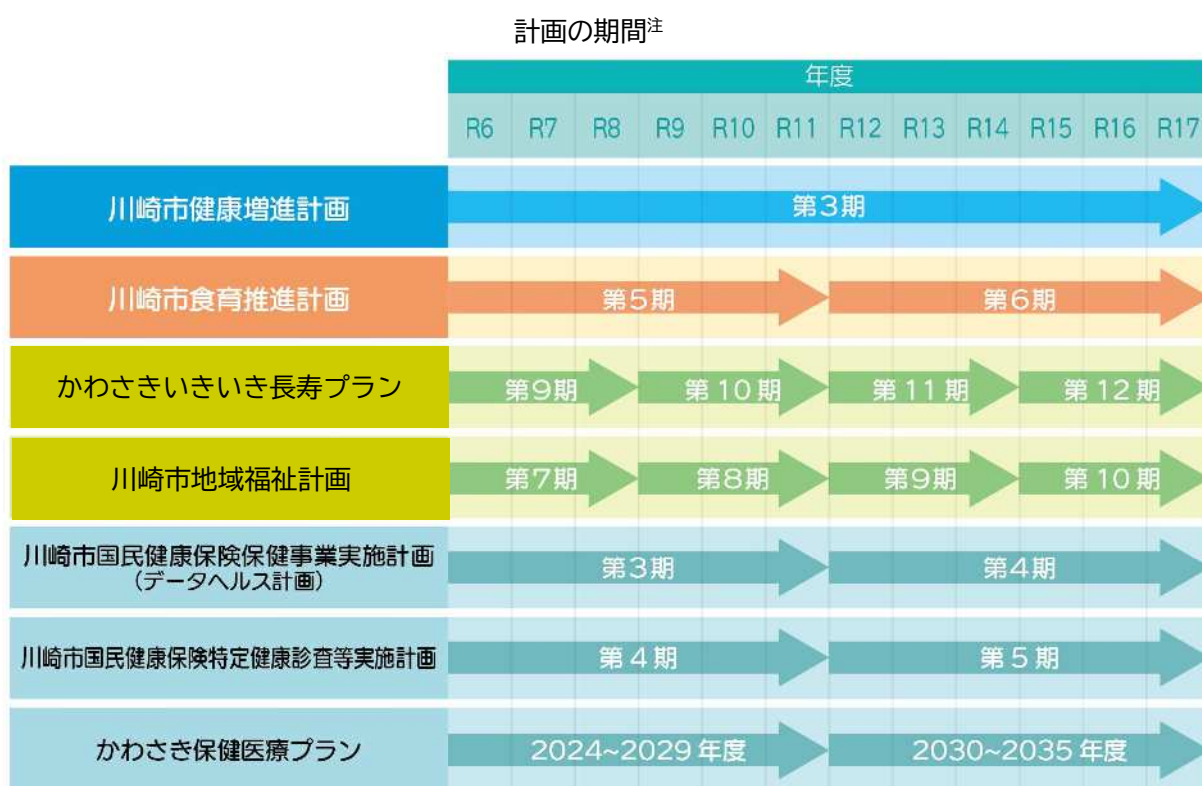 計画の期間注
年度
R6 R7 R8 R9 R10 R11 R12 R13 R14 R15 R16 R17
川崎市健康増進計画 第3期
川崎市食育推進計画 第5期 第6期
かわさきいきいき長寿プラン 第9期 第10期 第11期 第12期
川崎市地域福祉計画 第7期 第8期 第9期 第10期
川崎市国民健康保険保健事業実施計画
(データヘルス計画) 第3期 第4期
川崎市国民健康保険特定健康診査等実施計画 第4期 第5期
かわさき保健医療プラン 2024~2029年度 2030~2035年度